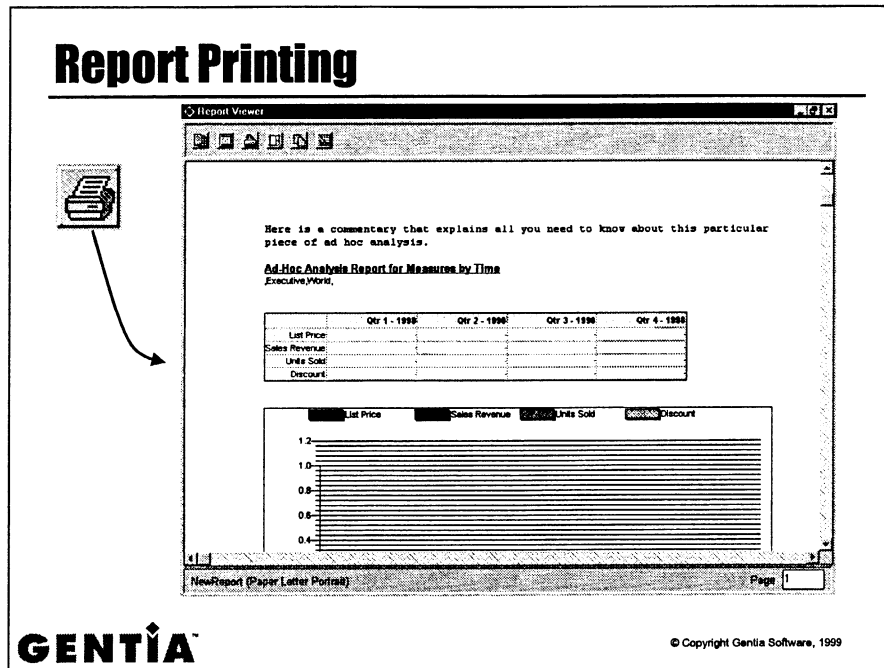 Report Printing
Report Viewer
Here is a commentary that explains all you need to know about this particular
piece of ad hoc analysis.
Ad-Hoc Analysis Report for Measures by Time
,Executive,World,
Qtr 1 - 1998 Qtr 2 - 1998 Qtr 3 - 1998 Qtr 4 - 1998
List Price
Sales Revenue
Units Sold
Discount
List Price Sales Revenue Units Sold Discount
1.2
1.0
0.8
0.6
0.4
NewReport (Paper Letter Portrait) Page 1
GENTIA™ © Copyright Gentia Software, 1999